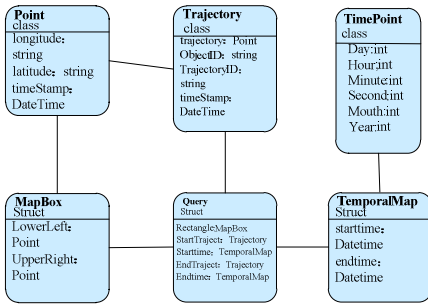 Point
class
longitude：
string
latitude：string
timeStamp：
DateTime
Trajectory
class
trajectory：Point
ObjectID：string
TrajectoryID：
string
timeStamp：
DateTime
TimePoint
class
Day:int
Hour:int
Minute:int
Second:int
Mouth:int
Year:int
MapBox
Struct
LowerLeft：
Point
UpperRight：
Point
Query
Struct
Rectangle:MapBox
StartTraject：Trajectory
Starttime：TemporalMap
EndTraject：Trajectory
Endtime：TemporalMap
TemporalMap
Struct
starttime：
Datetime
endtime：
Datetime